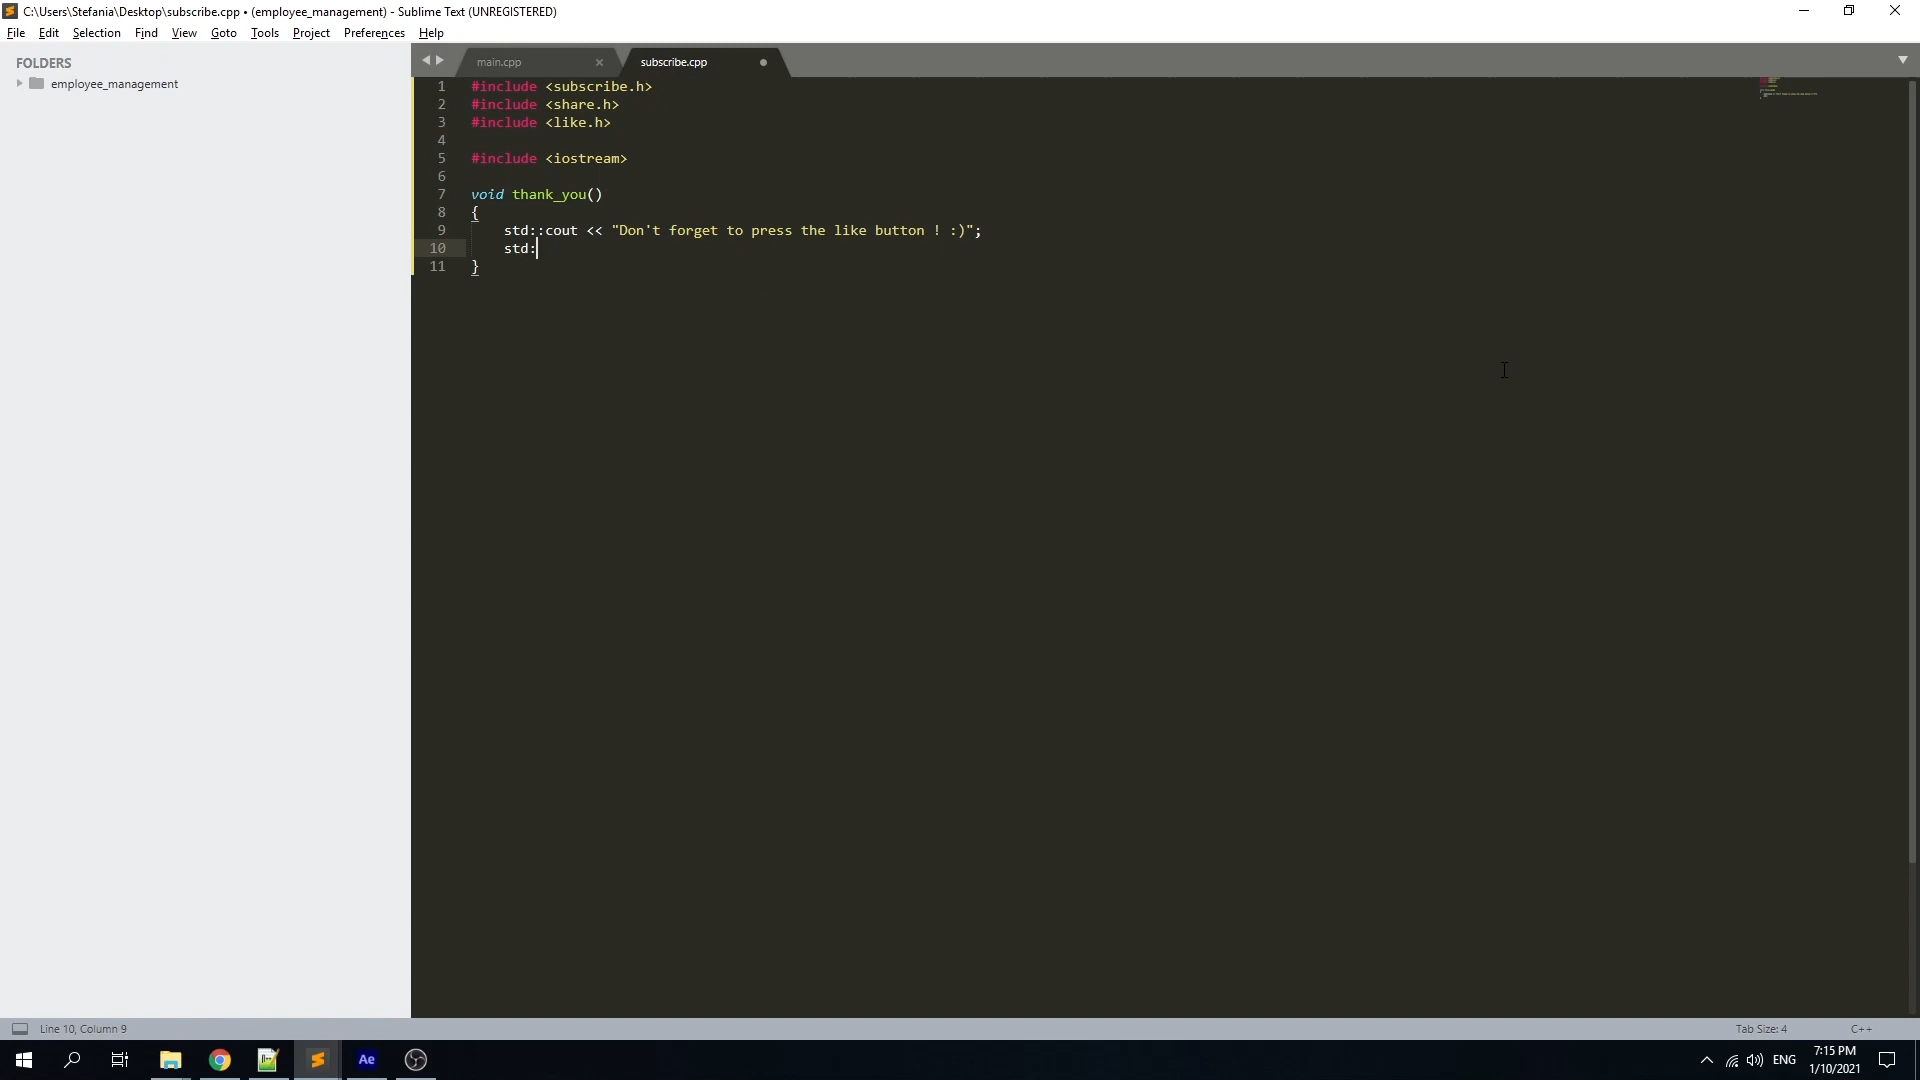 C:\Users\Stefania\Desktop\subscribe.cpp • (employee_management) - Sublime Text (UNREGISTERED)
File Edit Selection Find View Goto Tools Project Preferences Help
FOLDERS
employee_management
main.cpp
subscribe.cpp
1 #include <subscribe.h>
2 #include <share.h>
3 #include <like.h>
4
5 #include <iostream>
6
7 void thank_you()
8 {
9 std::cout << "Don't forget to press the like button ! :)";
10 std:
11 }
Line 10, Column 9
Tab Size: 4
C++
Ae
ENG
7:15 PM
1/10/2021